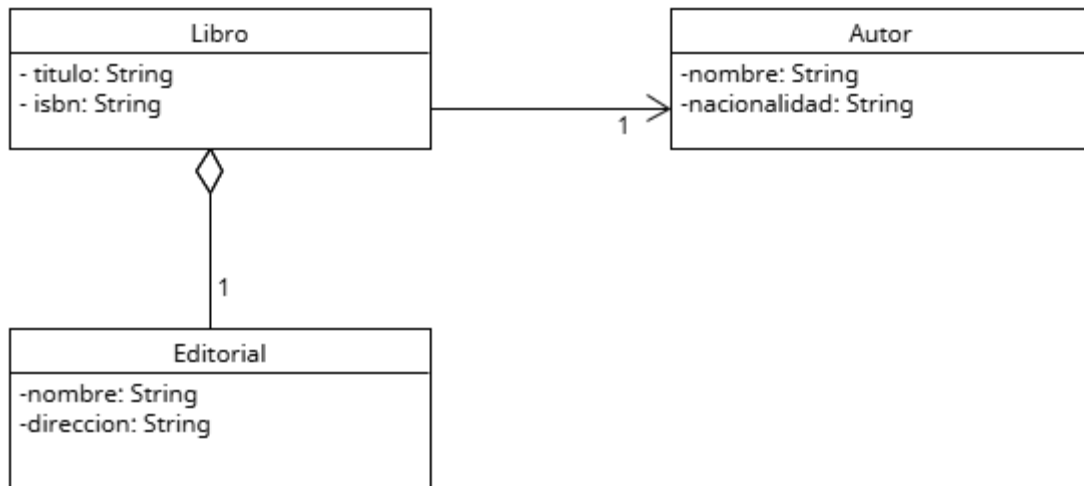 Libro
- titulo: String
- isbn: String
1
Autor
-nombre: String
-nacionalidad: String
1
Editorial
-nombre: String
-direccion: String